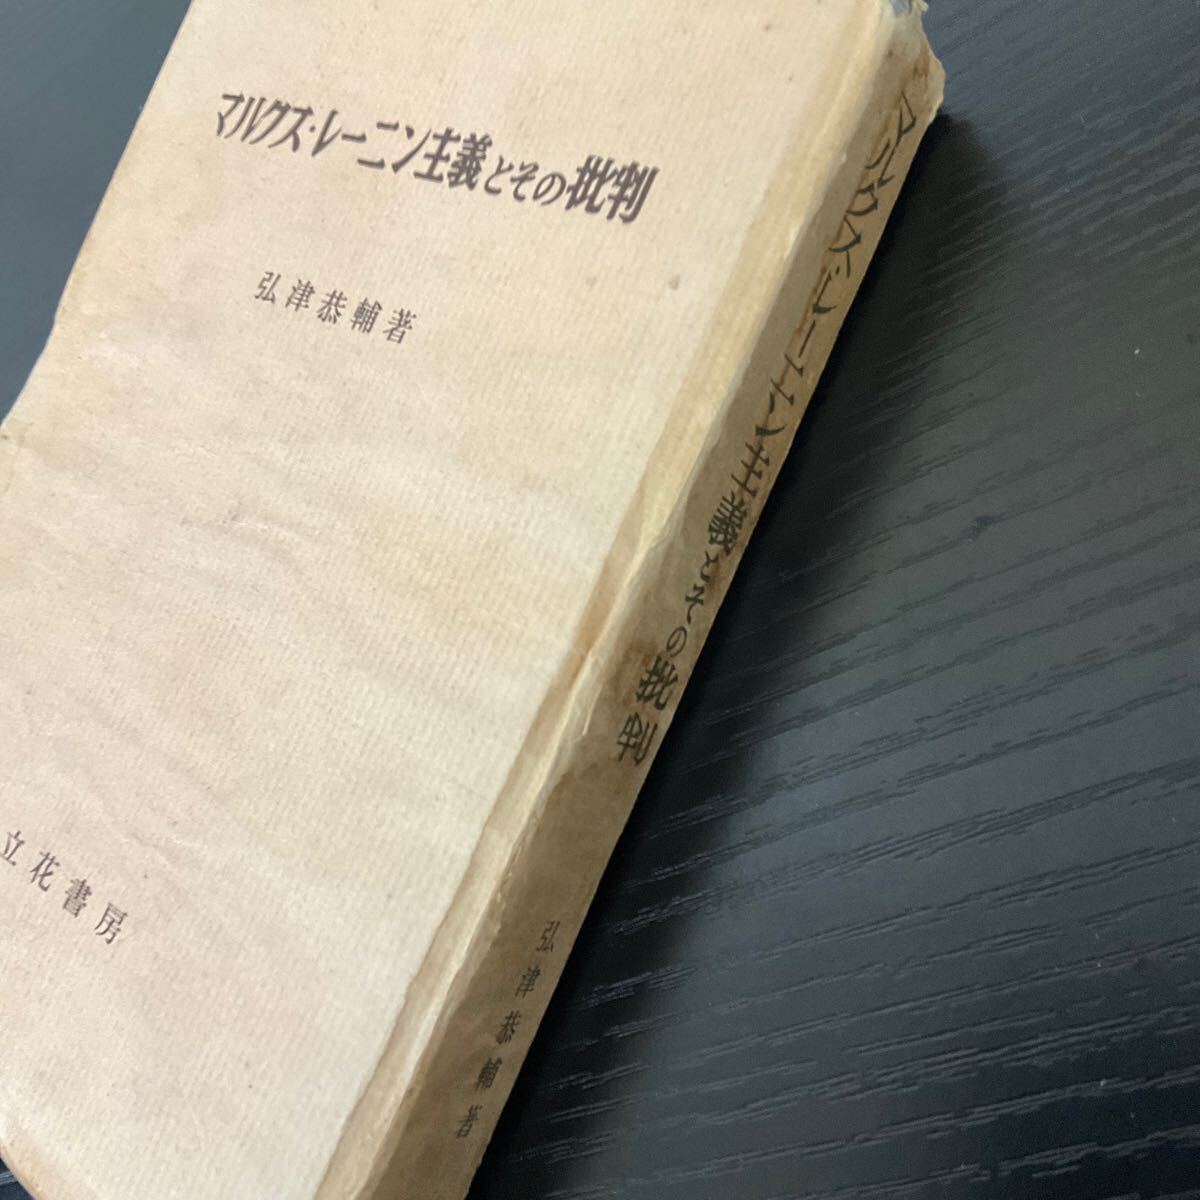 マルクス・レーニン主義とその批判
弘津恭輔著
立花書房
マルクス・レーニン主義とその批判
弘津恭輔著